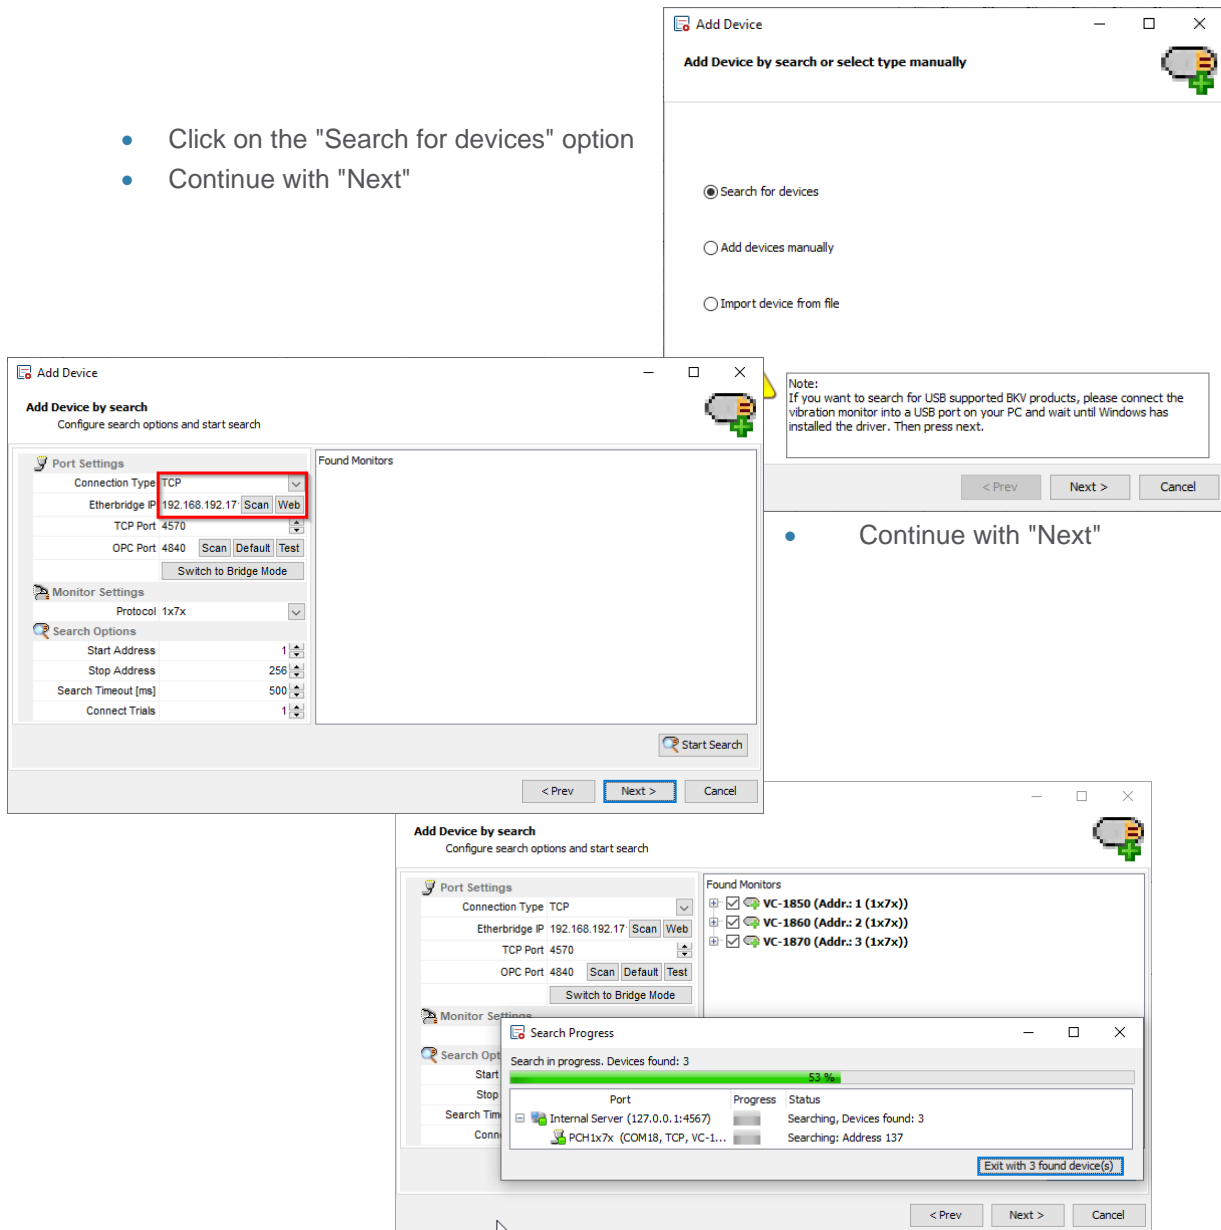 Add Device
Add Device by search or select type manually
• Click on the "Search for devices" option
• Continue with "Next"
Search for devices
Add devices manually
Import device from file
Note:
If you want to search for USB supported BKV products, please connect the
vibration monitor into a USB port on your PC and wait until Windows has
installed the driver. Then press next.
< Prev Next > Cancel
Add Device
Add Device by search
Configure search options and start search
Port Settings
Connection Type TCP
Etherbridge IP 192.168.192.17 Scan Web
TCP Port 4570
OPC Port 4840 Scan Default Test
Switch to Bridge Mode
Monitor Settings
Protocol 1x7x
Search Options
Start Address 1
Stop Address 256
Search Timeout [ms] 500
Connect Trials 1
Found Monitors
Start Search
< Prev Next > Cancel
• Continue with "Next"
Add Device by search
Configure search options and start search
Port Settings
Connection Type TCP
Etherbridge IP 192.168.192.17 Scan Web
TCP Port 4570
OPC Port 4840 Scan Default Test
Switch to Bridge Mode
Monitor Settings
Search Opt
Start
Stop
Search Tim
Conn
Found Monitors
VC-1850 (Addr.: 1 (1x7x))
VC-1860 (Addr.: 2 (1x7x))
VC-1870 (Addr.: 3 (1x7x))
Search Progress
Search in progress. Devices found: 3
53 %
Port Progress Status
Internal Server (127.0.0.1:4567) Searching, Devices found: 3
PCH1x7x (COM18, TCP, VC-1... Searching: Address 137
Exit with 3 found device(s)
< Prev Next > Cancel